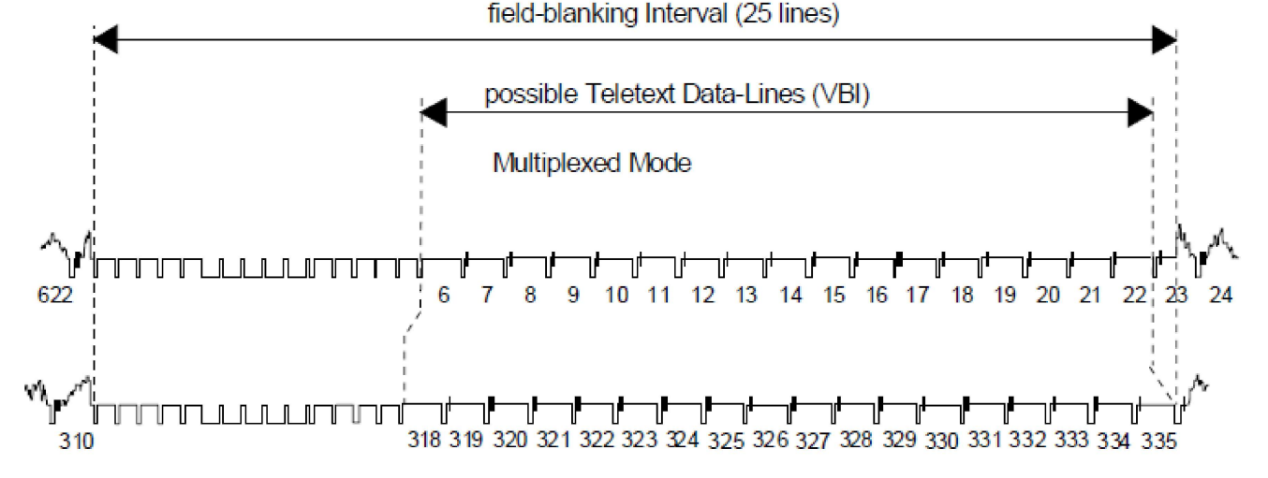 field-blanking Interval (25 lines)
possible Teletext Data-Lines (VBI)
Multiplexed Mode
622 6 7 8 9 10 11 12 13 14 15 16 17 18 19 20 21 22 23 24
310 318 319 320 321 322 323 324 325 326 327 328 329 330 331 332 333 334 335